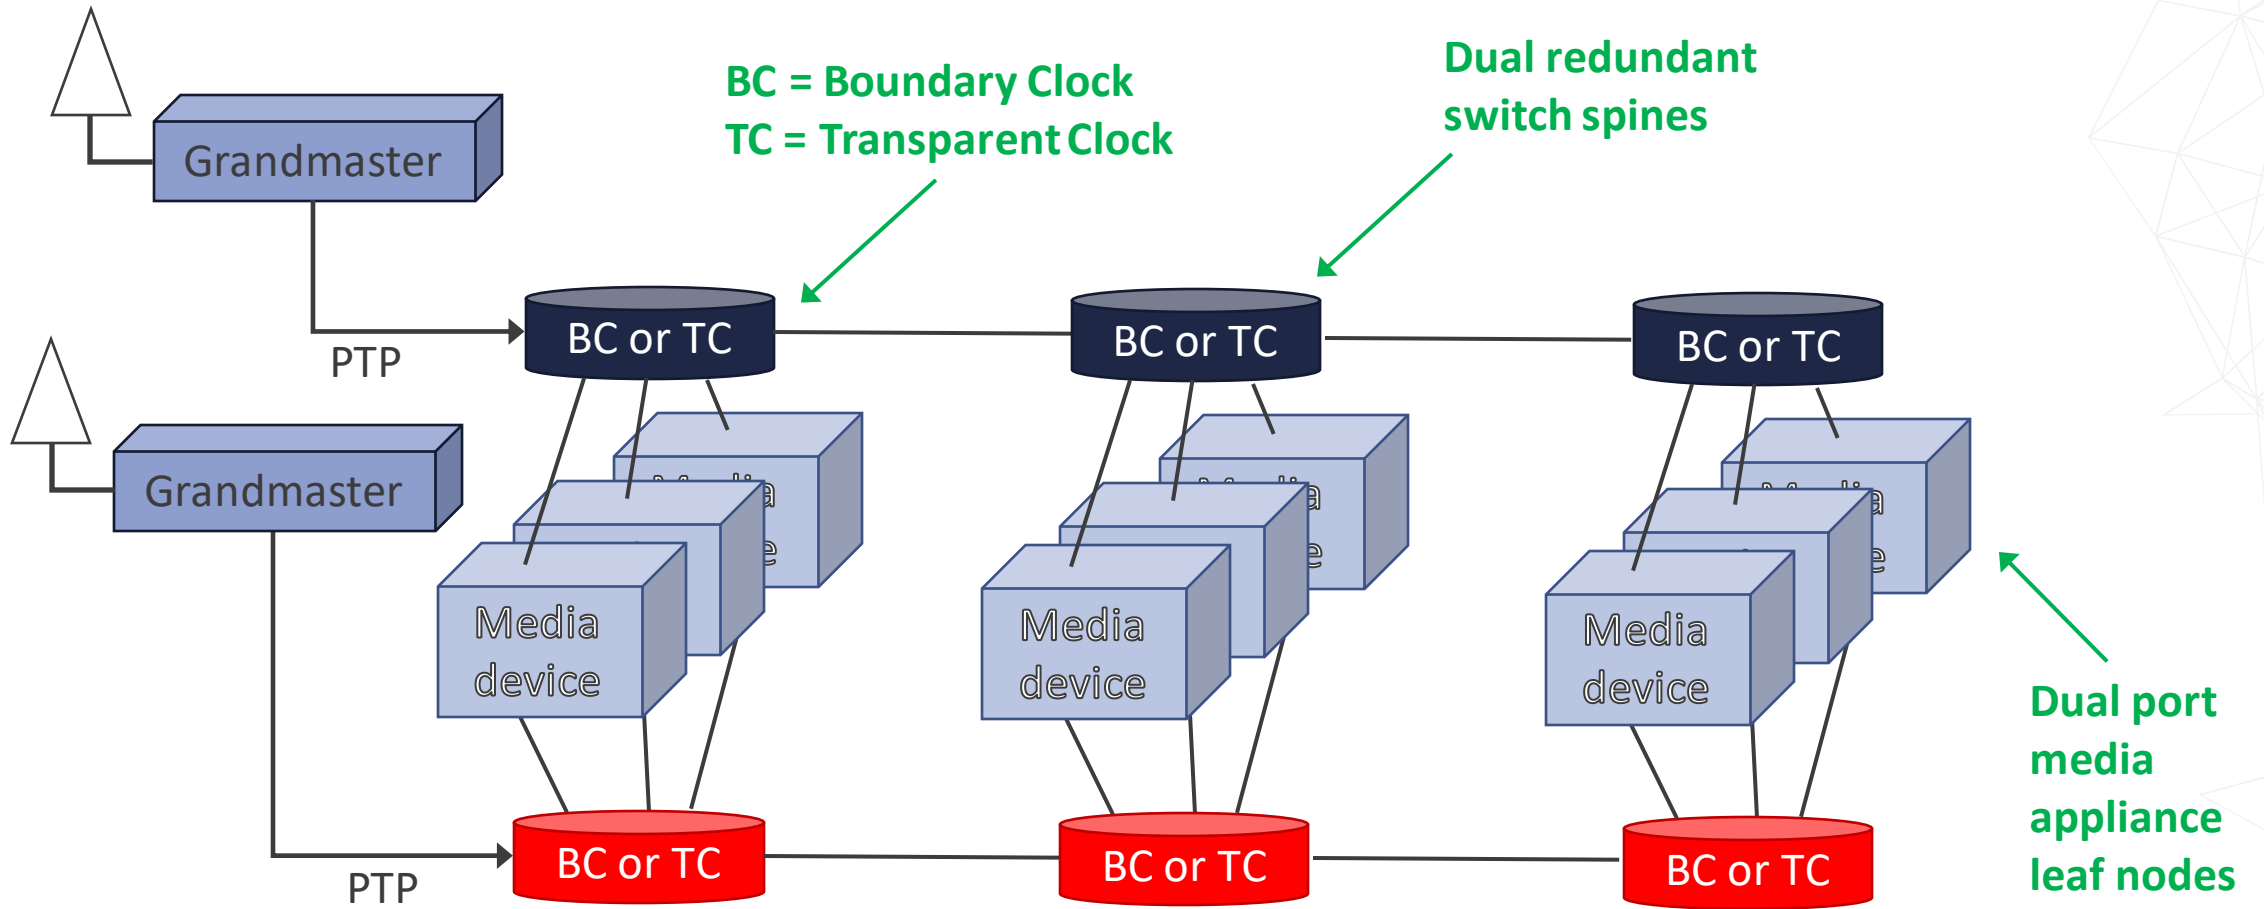 BC = Boundary Clock
TC = Transparent Clock
Dual redundant
switch spines
Grandmaster
PTP
BC or TC
BC or TC
BC or TC
Grandmaster
PTP
Media
device
Media
device
Media
device
BC or TC
BC or TC
BC or TC
Dual port
media
appliance
leaf nodes